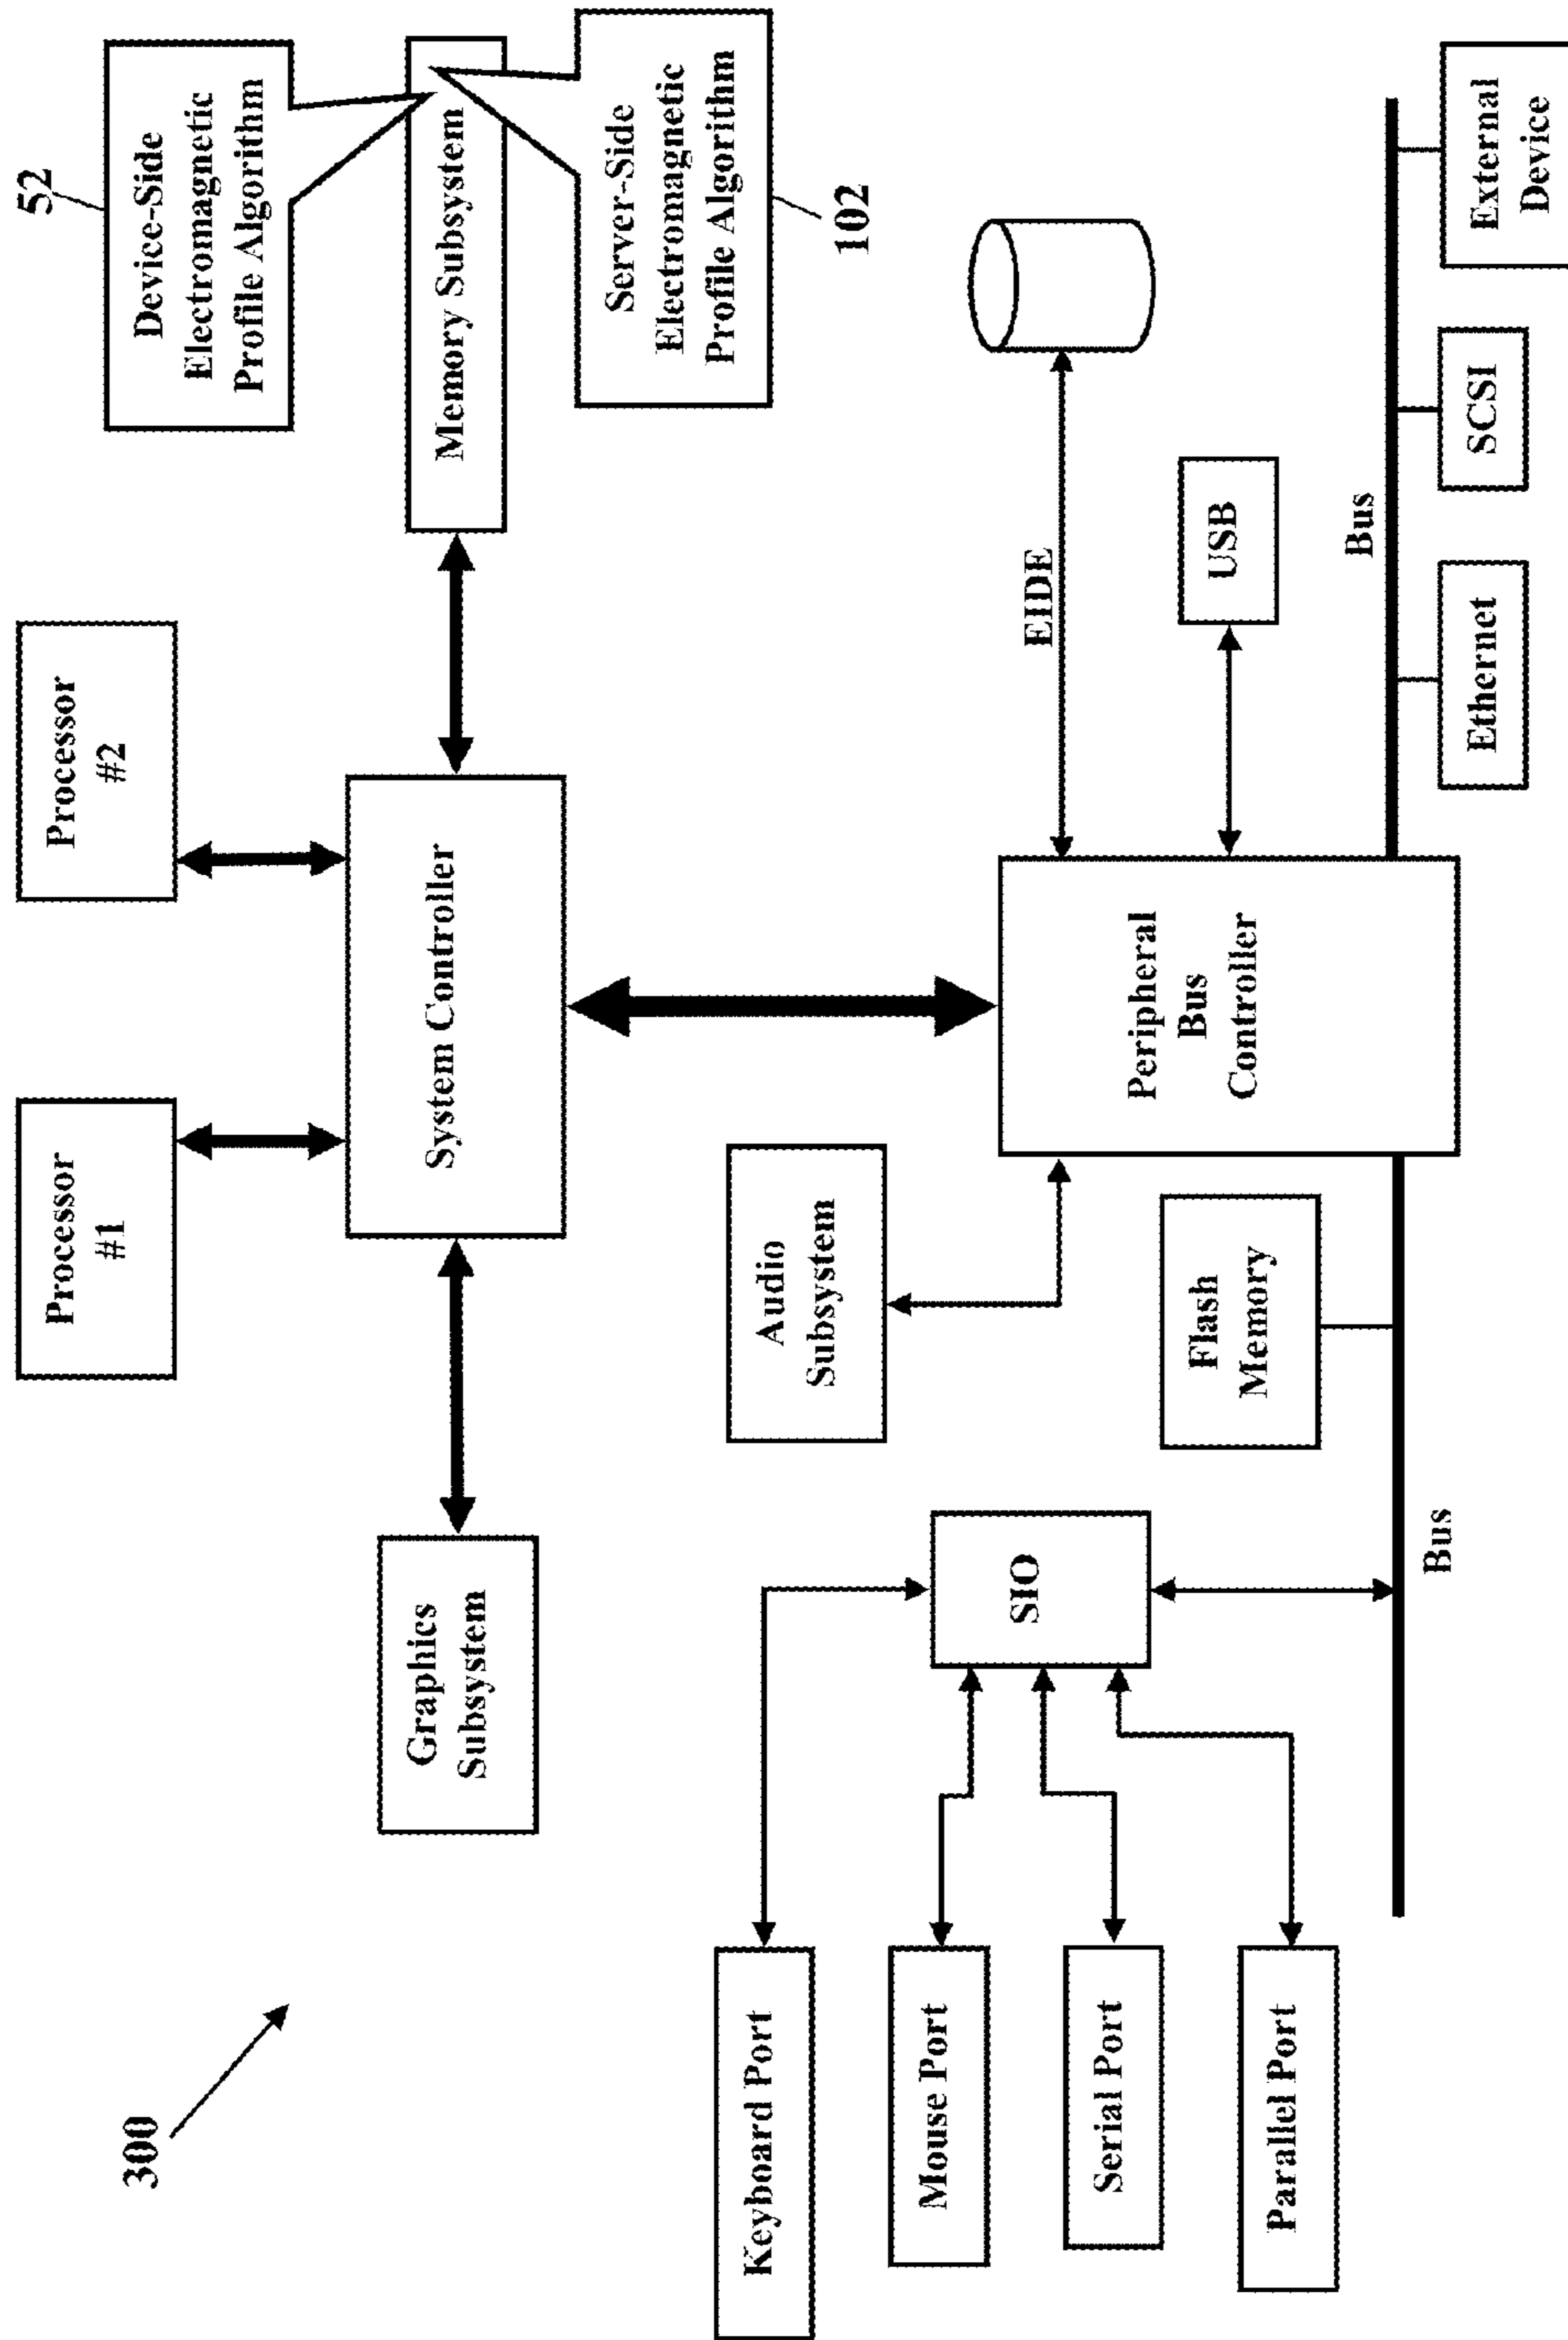 300
Processor
#1
Processor
#2
52
Device-Side
Electromagnetic
Profile Algorithm
Graphics
Subsystem
System Controller
Memory Subsystem
Server-Side
Electromagnetic
Profile Algorithm
102
Keyboard Port
Mouse Port
Serial Port
Parallel Port
SIO
Audio
Subsystem
Flash
Memory
Peripheral
Bus
Controller
EIDE
USB
Bus
Bus
Ethernet
SCSI
External
Device